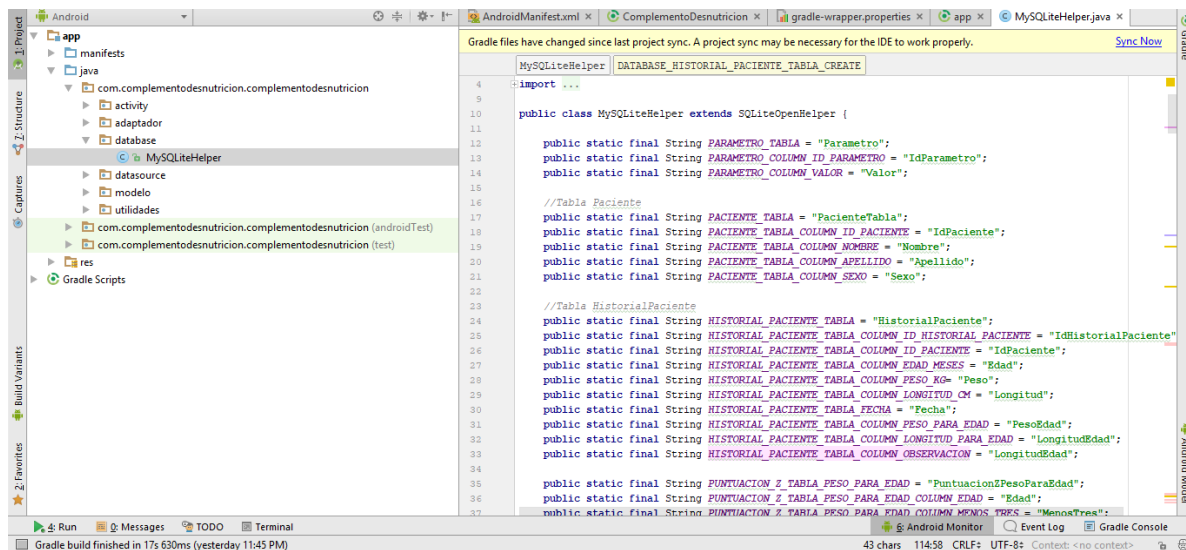 Android
AndroidManifest.xml × ComplementoDesnutricion × gradle-wrapper.properties × app × MySQLiteHelper.java ×
1: Project
7: Structure
Captures
Build Variants
2: Favorites
app
manifests
java
com.complementodesnutricion.complementodesnutricion
activity
adaptador
database
MySQLiteHelper
datasource
modelo
utilidades
com.complementodesnutricion.complementodesnutricion (androidTest)
com.complementodesnutricion.complementodesnutricion (test)
res
Gradle Scripts
Gradle files have changed since last project sync. A project sync may be necessary for the IDE to work properly. Sync Now
MySQLiteHelper DATABASE_HISTORIAL_PACIENTE_TABLA_CREATE
4 import ...
9
10 public class MySQLiteHelper extends SQLiteOpenHelper {
11
12 public static final String PARAMETRO_TABLA = "Parametro";
13 public static final String PARAMETRO_COLUMN_ID_PARAMETRO = "IdParametro";
14 public static final String PARAMETRO_COLUMN_VALOR = "Valor";
15
16 //Tabla Paciente
17 public static final String PACIENTE_TABLA = "PacienteTabla";
18 public static final String PACIENTE_TABLA_COLUMN_ID_PACIENTE = "IdPaciente";
19 public static final String PACIENTE_TABLA_COLUMN_NOMBRE = "Nombre";
20 public static final String PACIENTE_TABLA_COLUMN_APELLIDO = "Apellido";
21 public static final String PACIENTE_TABLA_COLUMN_SEXO = "Sexo";
22
23 //Tabla HistorialPaciente
24 public static final String HISTORIAL_PACIENTE_TABLA = "HistorialPaciente";
25 public static final String HISTORIAL_PACIENTE_TABLA_COLUMN_ID_HISTORIAL_PACIENTE = "IdHistorialPaciente"
26 public static final String HISTORIAL_PACIENTE_TABLA_COLUMN_ID_PACIENTE = "IdPaciente";
27 public static final String HISTORIAL_PACIENTE_TABLA_COLUMN_EDAD_MESES = "Edad";
28 public static final String HISTORIAL_PACIENTE_TABLA_COLUMN_PESO_KG= "Peso";
29 public static final String HISTORIAL_PACIENTE_TABLA_COLUMN_LONGITUD_CM = "Longitud";
30 public static final String HISTORIAL_PACIENTE_TABLA_FECHA = "Fecha";
31 public static final String HISTORIAL_PACIENTE_TABLA_COLUMN_PESO_PARA_EDAD = "PesoEdad";
32 public static final String HISTORIAL_PACIENTE_TABLA_COLUMN_LONGITUD_PARA_EDAD = "LongitudEdad";
33 public static final String HISTORIAL_PACIENTE_TABLA_COLUMN_OBSERVACION = "LongitudEdad";
34
35 public static final String PUNTUACION_Z_TABLA_PESO_PARA_EDAD = "PuntuacionZPesoParaEdad";
36 public static final String PUNTUACION_Z_TABLA_PESO_PARA_EDAD_COLUMN_EDAD = "Edad";
37 public static final String PUNTUACION_Z_TABLA_PESO_PARA_EDAD_COLUMN_MENOS_TRES = "MenosTres";
Gradle
Android Model
4: Run 0: Messages TODO Terminal 6: Android Monitor Event Log Gradle Console
Gradle build finished in 17s 630ms (yesterday 11:45 PM) 43 chars 114:58 CRLF UTF-8 Context: <no context>